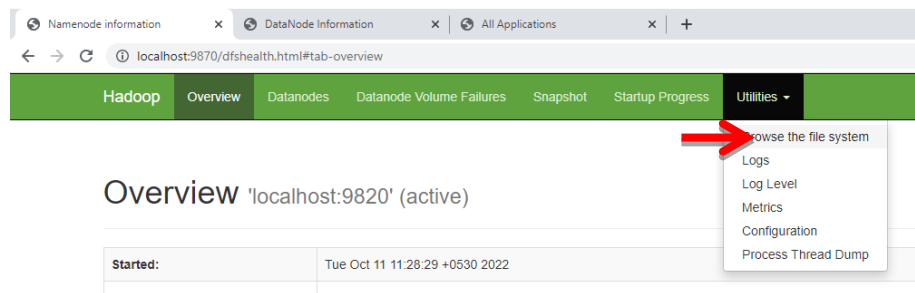 Namenode information DataNode Information All Applications
localhost:9870/dfshealth.html#tab-overview
Hadoop Overview Datanodes Datanode Volume Failures Snapshot Startup Progress Utilities
Browse the file system
Logs
Log Level
Metrics
Configuration
Process Thread Dump
Overview 'localhost:9820' (active)
Started: Tue Oct 11 11:28:29 +0530 2022